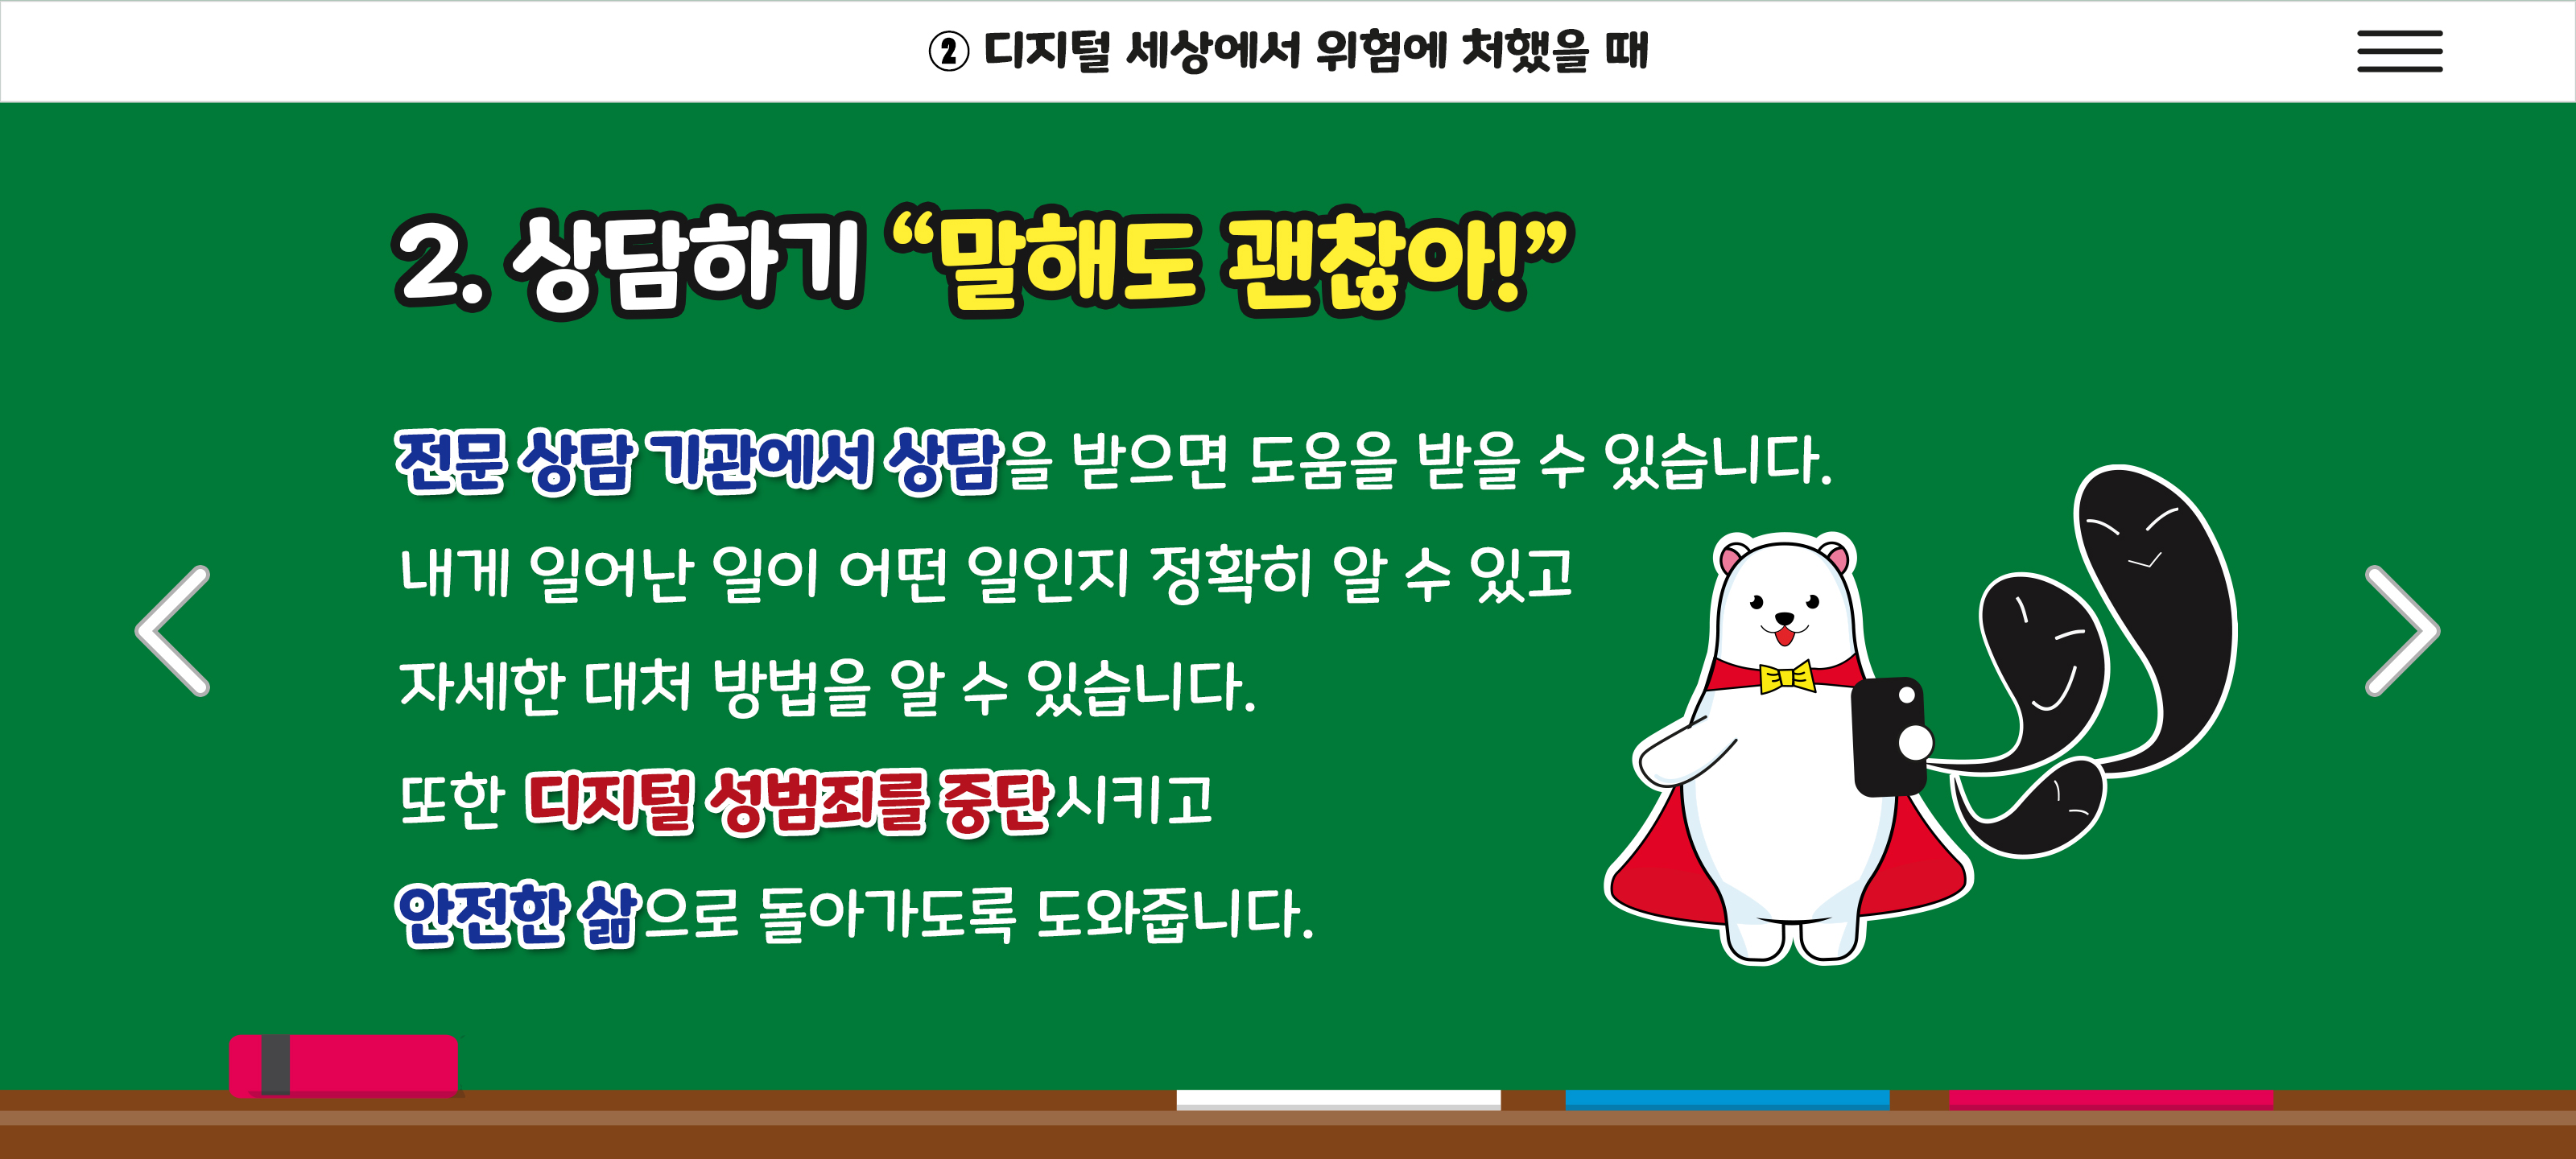 ② 디지털 세상에서 위험에 처했을 때
2. 상담하기 “말해도 괜찮아!”
전문 상담 기관에서 상담을 받으면 도움을 받을 수 있습니다.
내게 일어난 일이 어떤 일인지 정확히 알 수 있고
자세한 대처 방법을 알 수 있습니다.
또한 디지털 성범죄를 중단시키고
안전한 삶으로 돌아가도록 도와줍니다.